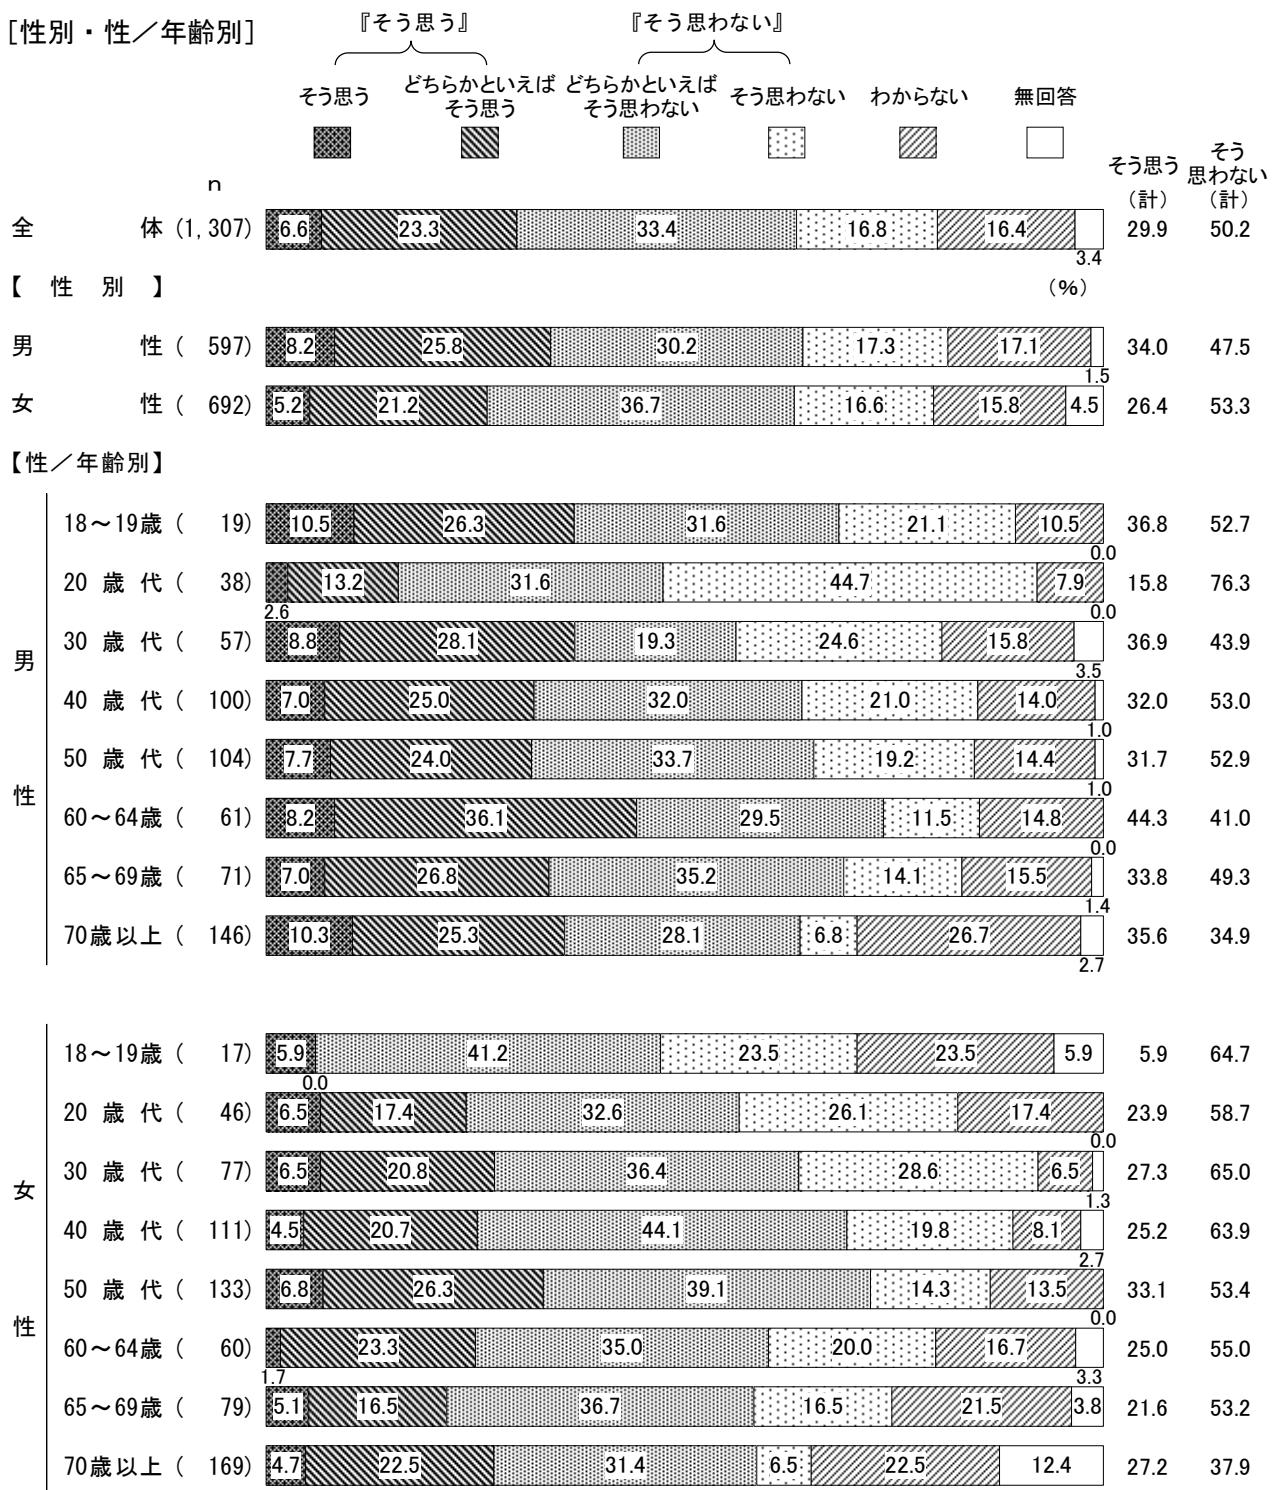 ［性別・性／年齢別］
『そう思う』 『そう思わない』
そう思う どちらかといえば
そう思う どちらかといえば
そう思わない そう思わない わからない 無回答
そう思う
（計） そう
思わない
（計）
ｎ
全 体 (1,307) 6.6 23.3 33.4 16.8 16.4 3.4 29.9 50.2
【 性 別 】 （％）
男 性 ( 597) 8.2 25.8 30.2 17.3 17.1 1.5 34.0 47.5
女 性 ( 692) 5.2 21.2 36.7 16.6 15.8 4.5 26.4 53.3
【性／年齢別】
男性
18～19歳 ( 19) 10.5 26.3 31.6 21.1 10.5 0.0 36.8 52.7
20 歳 代 ( 38) 2.6 13.2 31.6 44.7 7.9 0.0 15.8 76.3
30 歳 代 ( 57) 8.8 28.1 19.3 24.6 15.8 3.5 36.9 43.9
40 歳 代 ( 100) 7.0 25.0 32.0 21.0 14.0 1.0 32.0 53.0
50 歳 代 ( 104) 7.7 24.0 33.7 19.2 14.4 1.0 31.7 52.9
60～64歳 ( 61) 8.2 36.1 29.5 11.5 14.8 0.0 44.3 41.0
65～69歳 ( 71) 7.0 26.8 35.2 14.1 15.5 1.4 33.8 49.3
70歳以上 ( 146) 10.3 25.3 28.1 6.8 26.7 2.7 35.6 34.9
女性
18～19歳 ( 17) 5.9 0.0 41.2 23.5 23.5 5.9 5.9 64.7
20 歳 代 ( 46) 6.5 17.4 32.6 26.1 17.4 0.0 23.9 58.7
30 歳 代 ( 77) 6.5 20.8 36.4 28.6 6.5 1.3 27.3 65.0
40 歳 代 ( 111) 4.5 20.7 44.1 19.8 8.1 2.7 25.2 63.9
50 歳 代 ( 133) 6.8 26.3 39.1 14.3 13.5 0.0 33.1 53.4
60～64歳 ( 60) 1.7 23.3 35.0 20.0 16.7 3.3 25.0 55.0
65～69歳 ( 79) 5.1 16.5 36.7 16.5 21.5 3.8 21.6 53.2
70歳以上 ( 169) 4.7 22.5 31.4 6.5 22.5 12.4 27.2 37.9